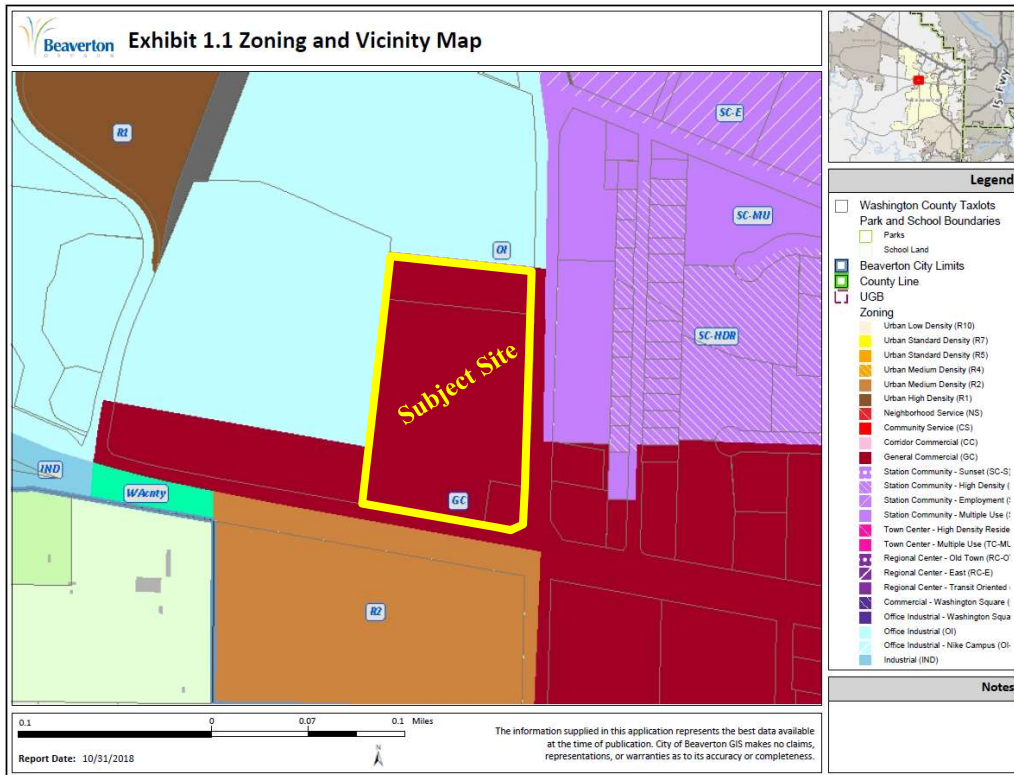 Beaverton
OREGON
Exhibit 1.1 Zoning and Vicinity Map
R1
SC-E
SC-MU
OI
SC-HDR
Subject Site
IND
WAcnty
GC
R2
I5 Fwy
Legend
Washington County Taxlots
Park and School Boundaries
Parks
School Land
Beaverton City Limits
County Line
UGB
Zoning
Urban Low Density (R10)
Urban Standard Density (R7)
Urban Standard Density (R5)
Urban Medium Density (R4)
Urban Medium Density (R2)
Urban High Density (R1)
Neighborhood Service (NS)
Community Service (CS)
Corridor Commercial (CC)
General Commercial (GC)
Station Community - Sunset (SC-S)
Station Community - High Density (
Station Community - Employment (
Station Community - Multiple Use (
Town Center - High Density Reside
Town Center - Multiple Use (TC-MU
Regional Center - Old Town (RC-O
Regional Center - East (RC-E)
Regional Center - Transit Oriented
Commercial - Washington Square (
Office Industrial - Washington Squa
Office Industrial (OI)
Office Industrial - Nike Campus (OI-
Industrial (IND)
Notes
0.1 0 0.07 0.1 Miles
Report Date: 10/31/2018
N
The information supplied in this application represents the best data available
at the time of publication. City of Beaverton GIS makes no claims,
representations, or warranties as to its accuracy or completeness.